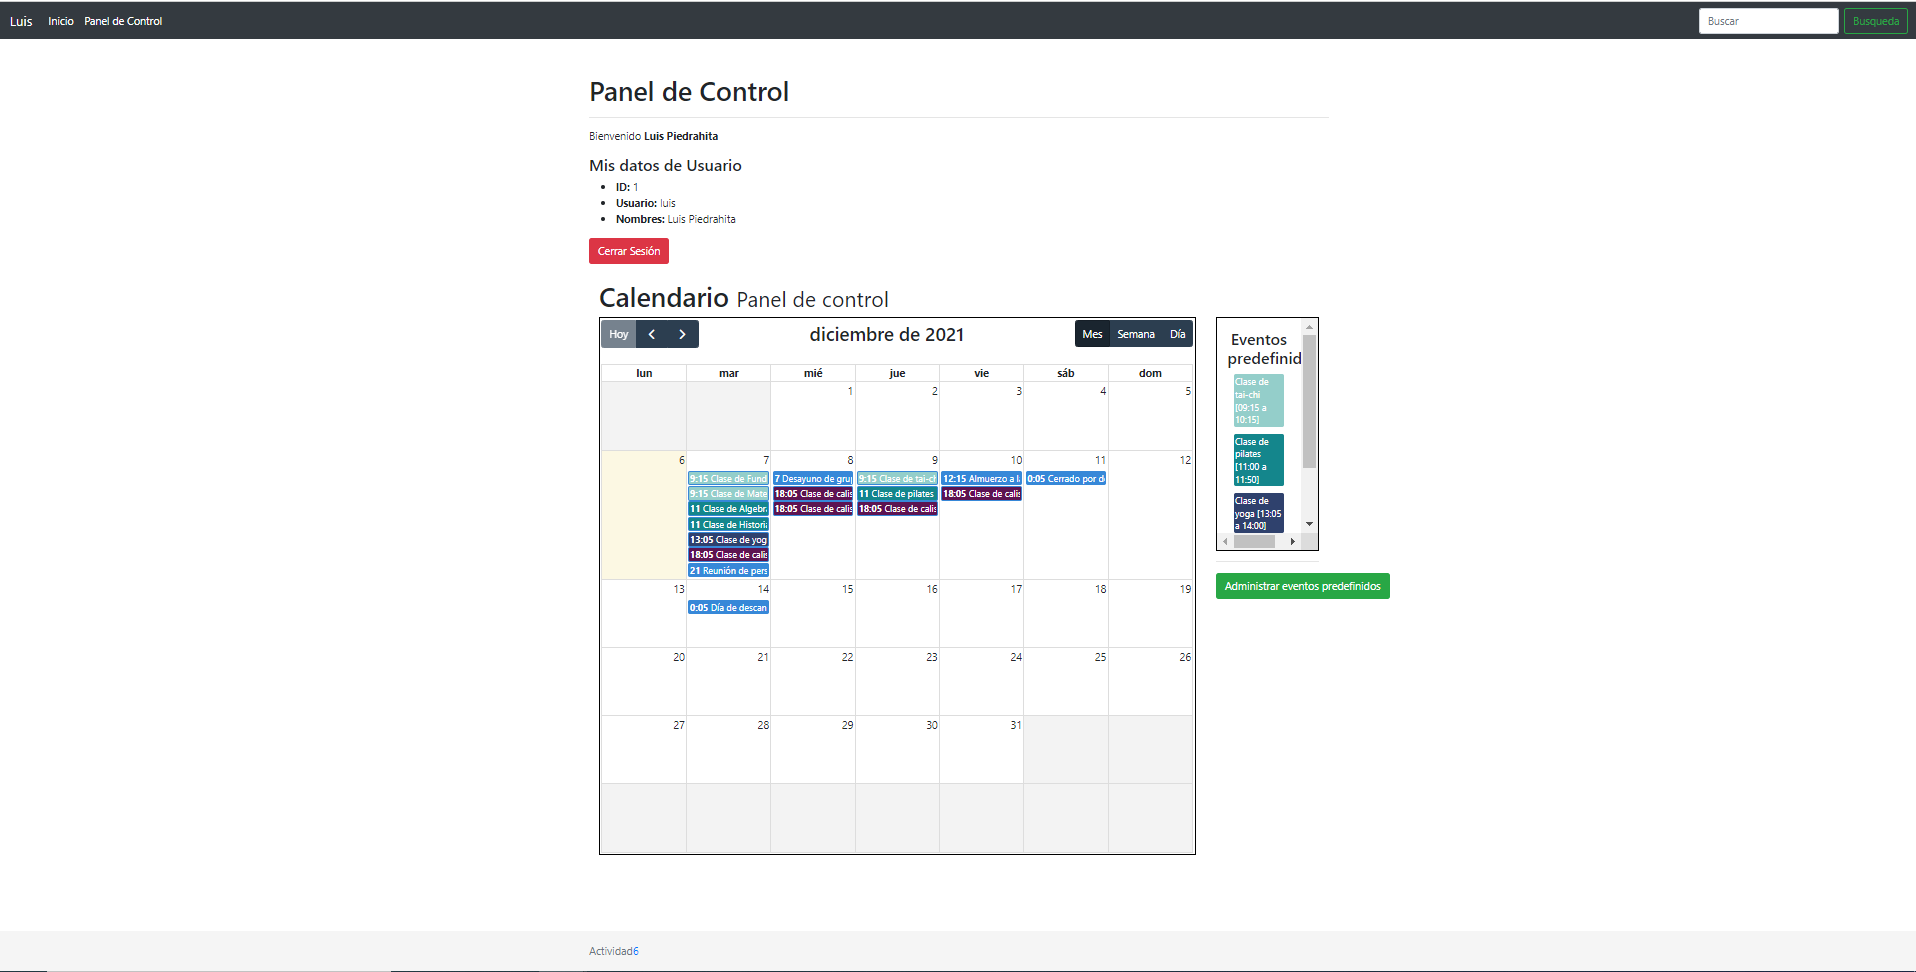 Luis Inicio Panel de Control Buscar Busqueda
Panel de Control
Bienvenido Luis Piedrahita
Mis datos de Usuario
ID: 1
Usuario: luis
Nombres: Luis Piedrahita
Cerrar Sesión
Calendario Panel de control
Hoy diciembre de 2021 Mes Semana Día
lun mar mié jue vie sáb dom
1 2 3 4 5
6 7 8 9 10 11 12
9:15 Clase de Fund 7 Desayuno de gru 9:15 Clase de tai-ch 12:15 Almuerzo a l 0:05 Cerrado por d
9:15 Clase de Mate 18:05 Clase de calis 11 Clase de pilates 18:05 Clase de calis
11 Clase de Algebr 18:05 Clase de calis 18:05 Clase de calis
11 Clase de Histori
13:05 Clase de yog
18:05 Clase de calis
21 Reunión de pers
13 14 15 16 17 18 19
0:05 Día de descan
20 21 22 23 24 25 26
27 28 29 30 31
Eventos
predefinid
Clase de
tai-chi
[09:15 a
10:15]
Clase de
pilates
[11:00 a
11:50]
Clase de
yoga [13:05
a 14:00]
Administrar eventos predefinidos
Actividad6